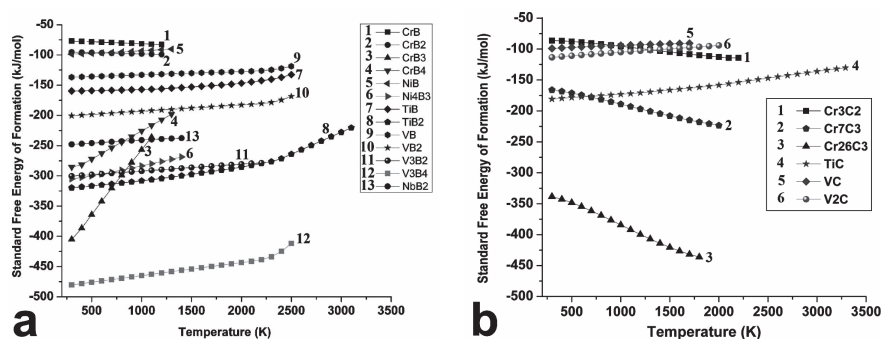 Standard Free Energy of Formation (kJ/mol)
-50
-100
-150
-200
-250
-300
-350
-400
-450
-500
500
1000
1500
2000
2500
3000
3500
Temperature (K)
1
2
5
9
7
10
4
3
13
6
11
8
12
1 CrB
2 CrB2
3 CrB3
4 CrB4
5 NiB
6 Ni4B3
7 TiB
8 TiB2
9 VB
10 VB2
11 V3B2
12 V3B4
13 NbB2
a
Standard Free Energy of Formation (kJ/mol)
-50
-100
-150
-200
-250
-300
-350
-400
-450
-500
500
1000
1500
2000
2500
3000
3500
Temperature (K)
5
6
1
4
2
3
1 Cr3C2
2 Cr7C3
3 Cr26C3
4 TiC
5 VC
6 V2C
b